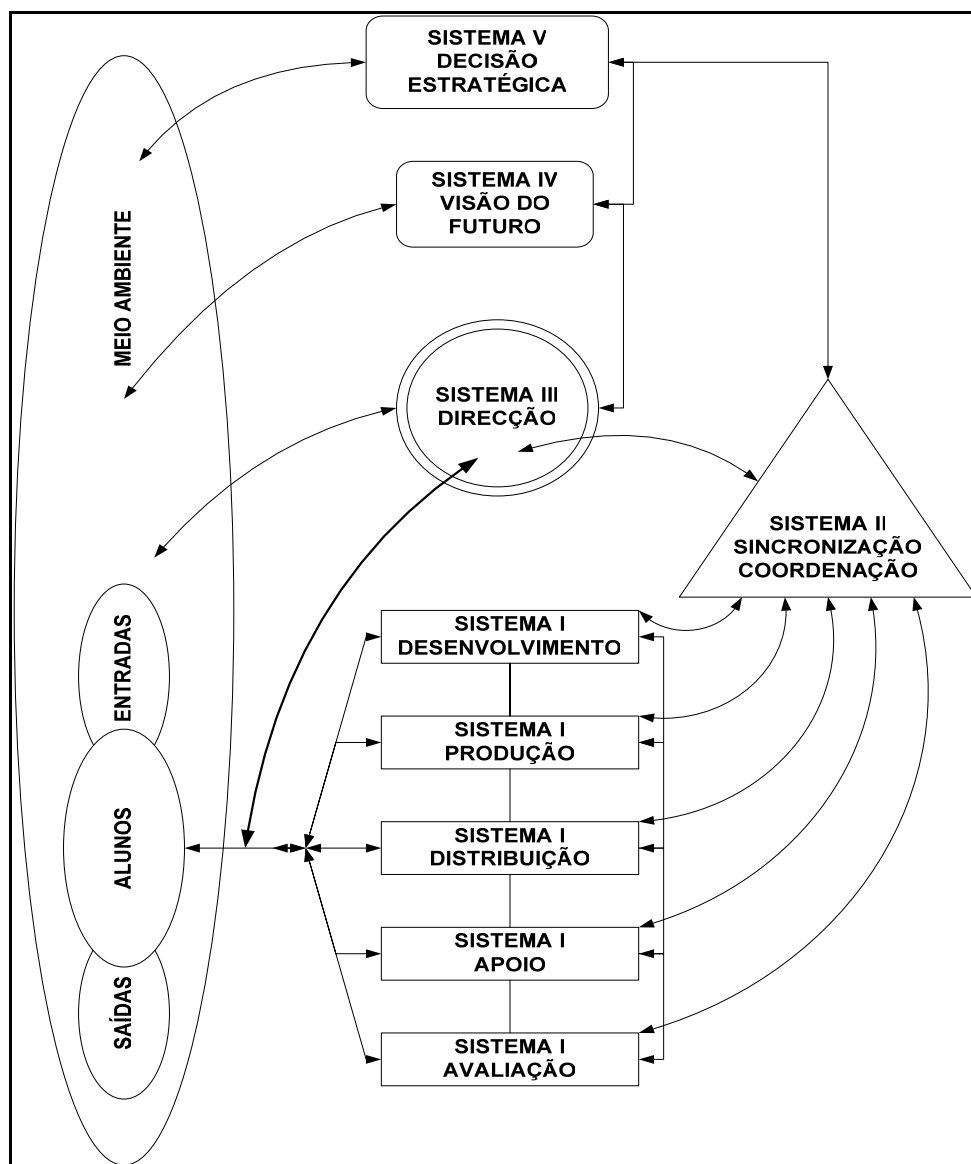 SISTEMA V
DECISÃO
ESTRATÉGICA
SISTEMA IV
VISÃO DO
FUTURO
MEIO AMBIENTE
SISTEMA III
DIRECÇÃO
SISTEMA II
SINCRONIZAÇÃO
COORDENAÇÃO
ENTRADAS
ALUNOS
SAÍDAS
SISTEMA I
DESENVOLVIMENTO
SISTEMA I
PRODUÇÃO
SISTEMA I
DISTRIBUIÇÃO
SISTEMA I
APOIO
SISTEMA I
AVALIAÇÃO